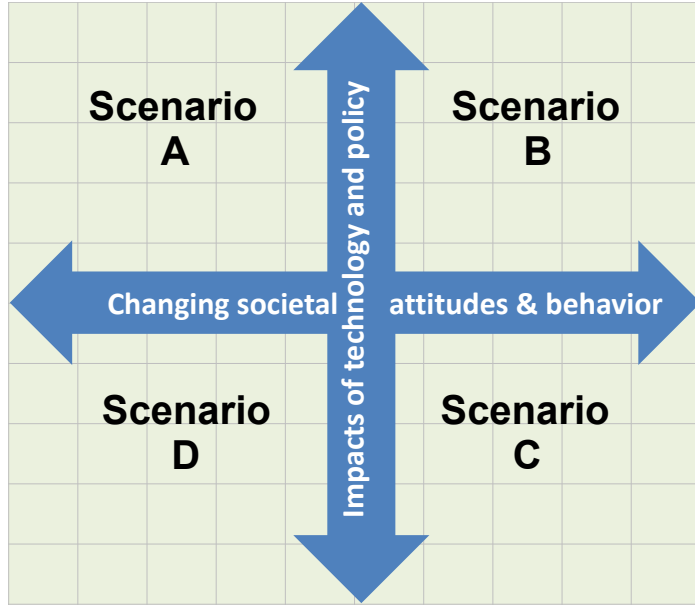 Scenario
A
Scenario
B
Impacts of technology and policy
Changing societal attitudes & behavior
Scenario
D
Scenario
C